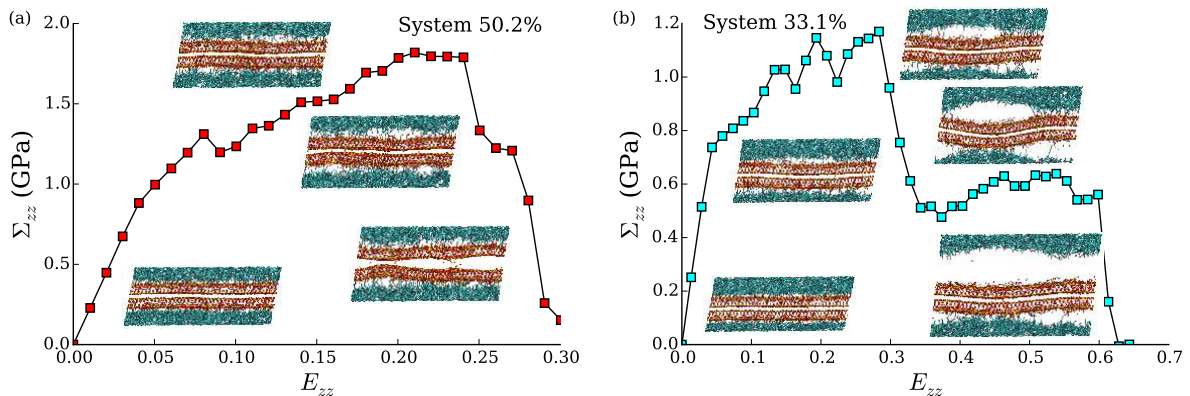 (a)
System 50.2%
2.0
1.5
1.0
0.5
0.0
Σzz (GPa)
0.00 0.05 0.10 0.15 0.20 0.25 0.30
Ezz
(b)
System 33.1%
1.2
1.0
0.8
0.6
0.4
0.2
0.0
Σzz (GPa)
0.0 0.1 0.2 0.3 0.4 0.5 0.6 0.7
Ezz